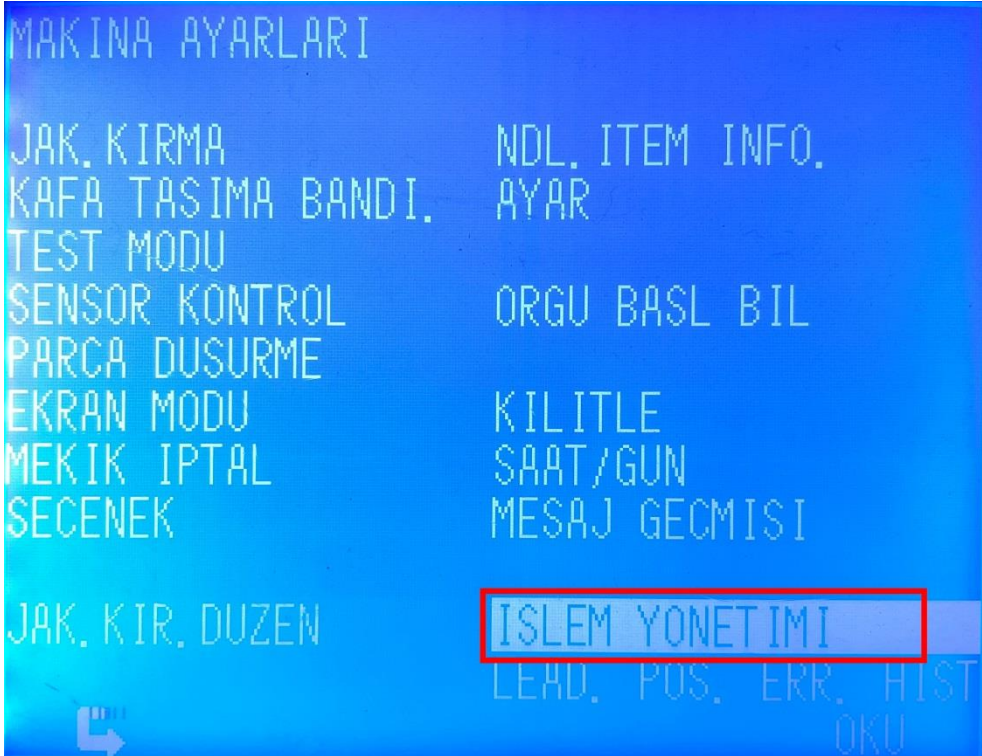 MAKINA AYARLARI
JAK.KIRMA
KAFA TASIMA BANDI.
TEST MODU
SENSOR KONTROL
PARCA DUSURME
EKRAN MODU
MEKIK IPTAL
SECENEK
JAK.KIR.DUZEN
NDL.ITEM INFO.
AYAR
ORGU BASL BIL
KILITLE
SAAT/GUN
MESAJ GECMISI
ISLEM YONETIMI
LEAD. POS. ERR. HIST
OKU